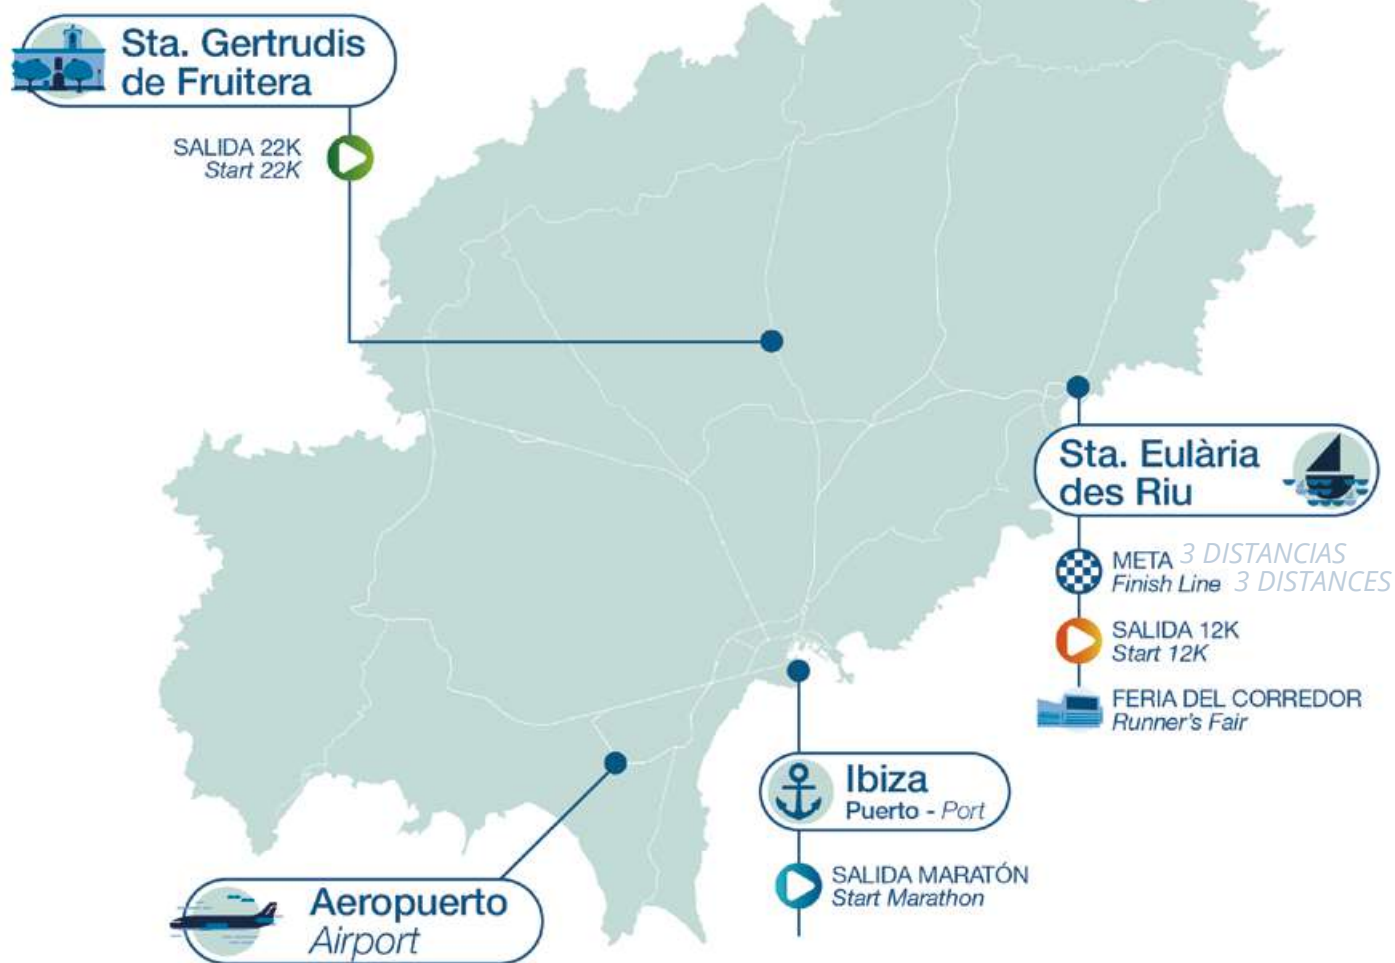 Sta. Gertrudis
de Fruitera
SALIDA 22K
Start 22K
Sta. Eulària
des Riu
META 3 DISTANCIAS
Finish Line 3 DISTANCES
SALIDA 12K
Start 12K
FERIA DEL CORREDOR
Runner's Fair
Ibiza
Puerto - Port
SALIDA MARATÓN
Start Marathon
Aeropuerto
Airport